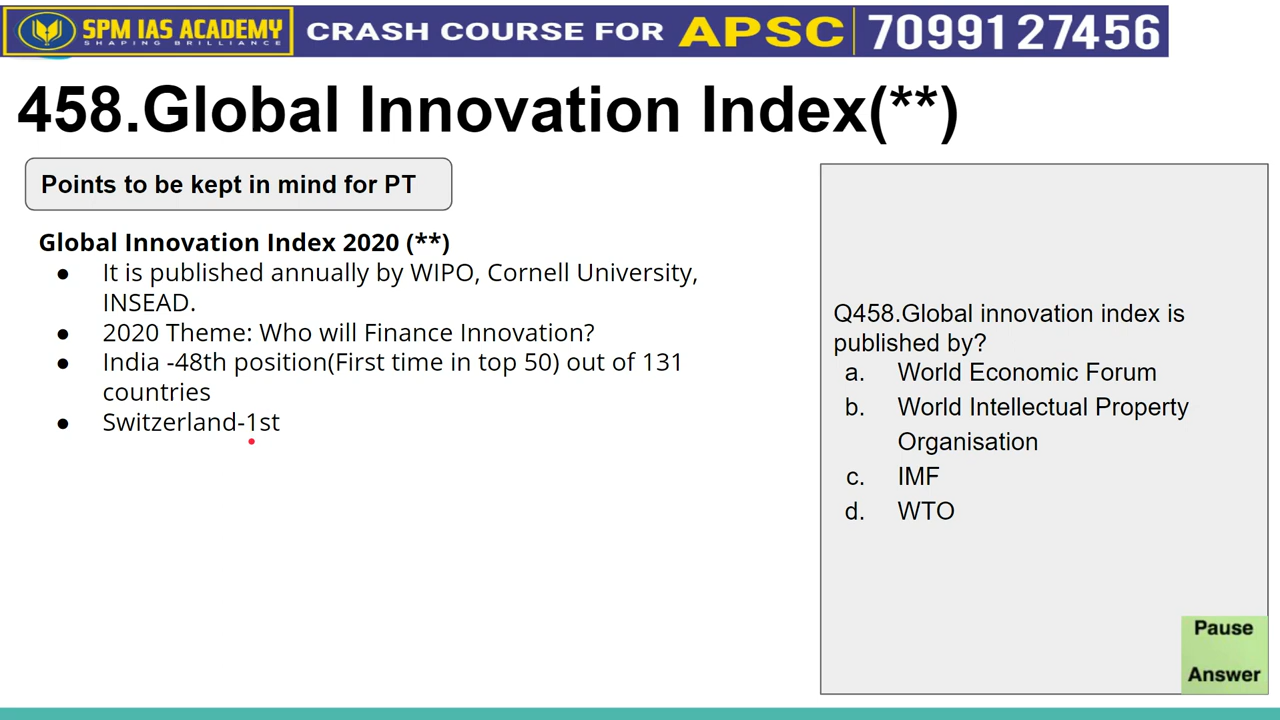 SPM IAS ACADEMY
SHAPING BRILLIANCE
CRASH COURSE FOR APSC 7099127456
458.Global Innovation Index(**)
Points to be kept in mind for PT
Global Innovation Index 2020 (**)
● It is published annually by WIPO, Cornell University,
INSEAD.
● 2020 Theme: Who will Finance Innovation?
● India -48th position(First time in top 50) out of 131
countries
● Switzerland-1st
Q458.Global innovation index is
published by?
a. World Economic Forum
b. World Intellectual Property
Organisation
c. IMF
d. WTO
Pause
Answer